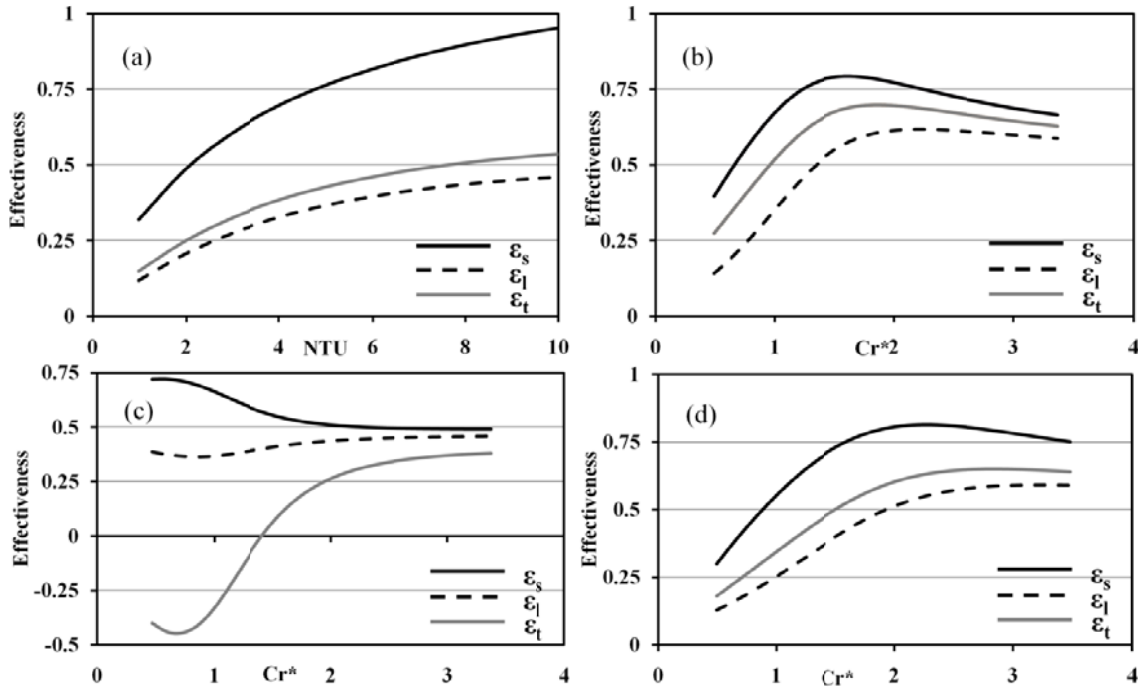 1
0.75
0.5
0.25
0
Effectiveness
(a)
εs
εl
εt
0 2 4 6 8 10
NTU
1
0.75
0.5
0.25
0
Effectiveness
(b)
εs
εl
εt
0 1 2 3 4
Cr*
0.75
0.5
0.25
0
-0.25
-0.5
Effectiveness
(c)
εs
εl
εt
0 1 2 3 4
Cr*
1
0.75
0.5
0.25
0
Effectiveness
(d)
εs
εl
εt
0 1 2 3 4
Cr*